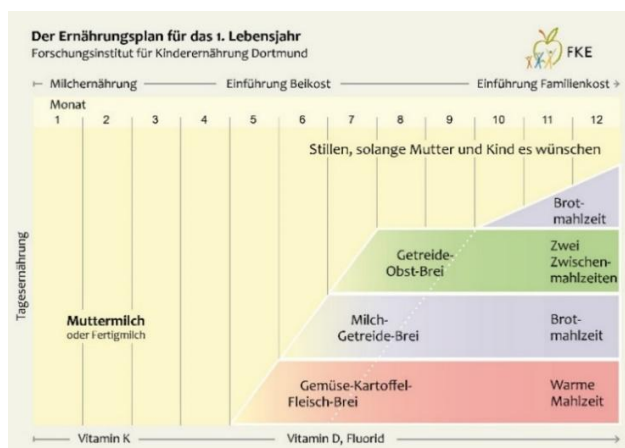 Der Ernährungsplan für das 1. Lebensjahr
Forschungsinstitut für Kinderernährung Dortmund
FKE
Milchernährung Einführung Beikost Einführung Familienkost
Monat
1 2 3 4 5 6 7 8 9 10 11 12
Stillen, solange Mutter und Kind es wünschen
Tagesernährung
Brot-
mahlzeit
Getreide-
Obst-Brei
Zwei
Zwischen-
mahlzeiten
Muttermilch
oder Fertigmilch
Milch-
Getreide-Brei
Brot-
mahlzeit
Gemüse-Kartoffel-
Fleisch-Brei
Warme
Mahlzeit
Vitamin K Vitamin D, Fluorid